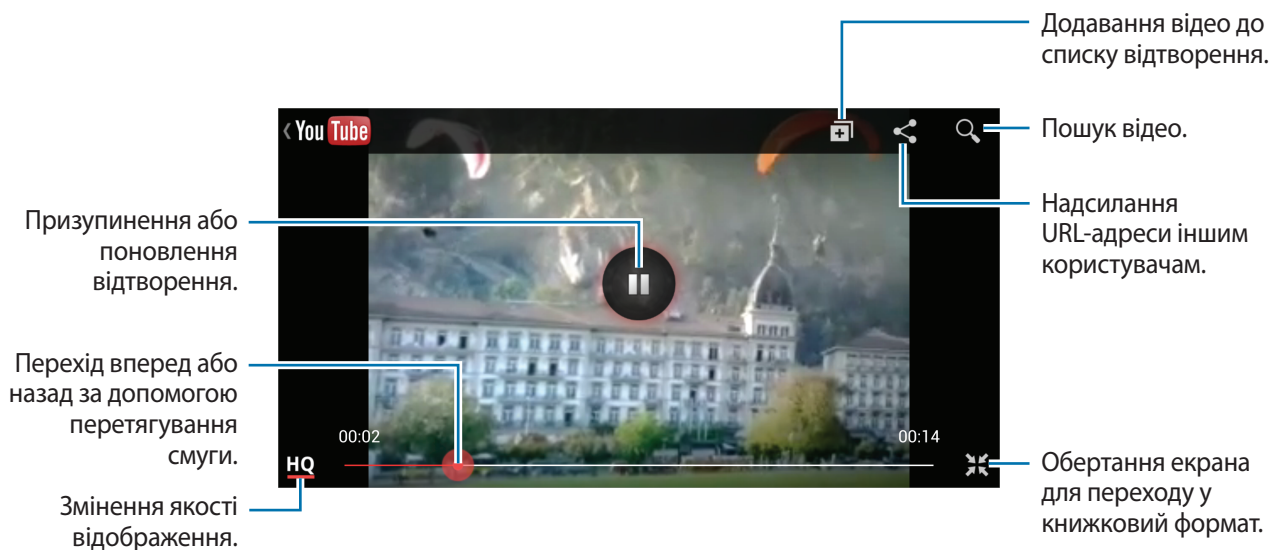 Додавання відео до
списку відтворення.
You Tube
Пошук відео.
Призупинення або
поновлення
відтворення.
Надсилання
URL-адреси іншим
користувачам.
Перехід вперед або
назад за допомогою
перетягування
смуги.
00:02
00:14
HQ
Змінення якості
відображення.
Обертання екрана
для переходу у
книжковий формат.